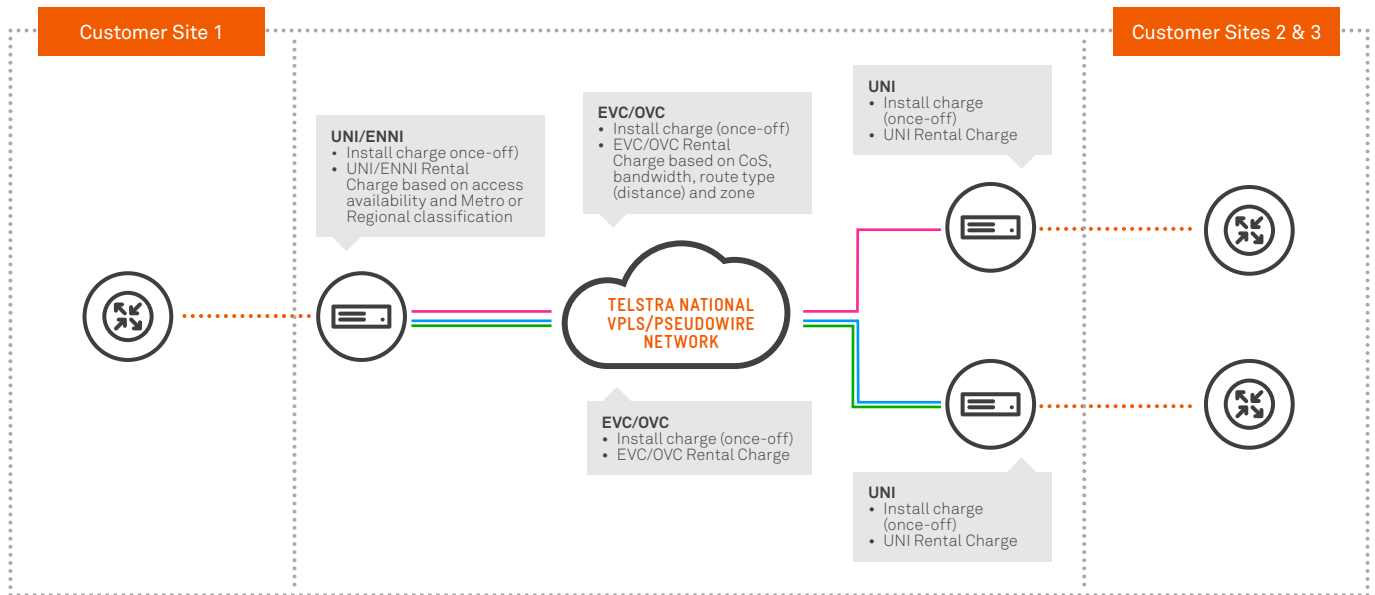 Customer Site 1
Customer Sites 2 & 3
UNI/ENNI
• Install charge once-off)
• UNI/ENNI Rental
Charge based on access
availability and Metro or
Regional classification
EVC/OVC
• Install charge (once-off)
• EVC/OVC Rental
Charge based on CoS,
bandwidth, route type
(distance) and zone
UNI
• Install charge
(once-off)
• UNI Rental Charge
TELSTRA NATIONAL
VPLS/PSEUDOWIRE
NETWORK
EVC/OVC
• Install charge (once-off)
• EVC/OVC Rental Charge
UNI
• Install charge
(once-off)
• UNI Rental Charge